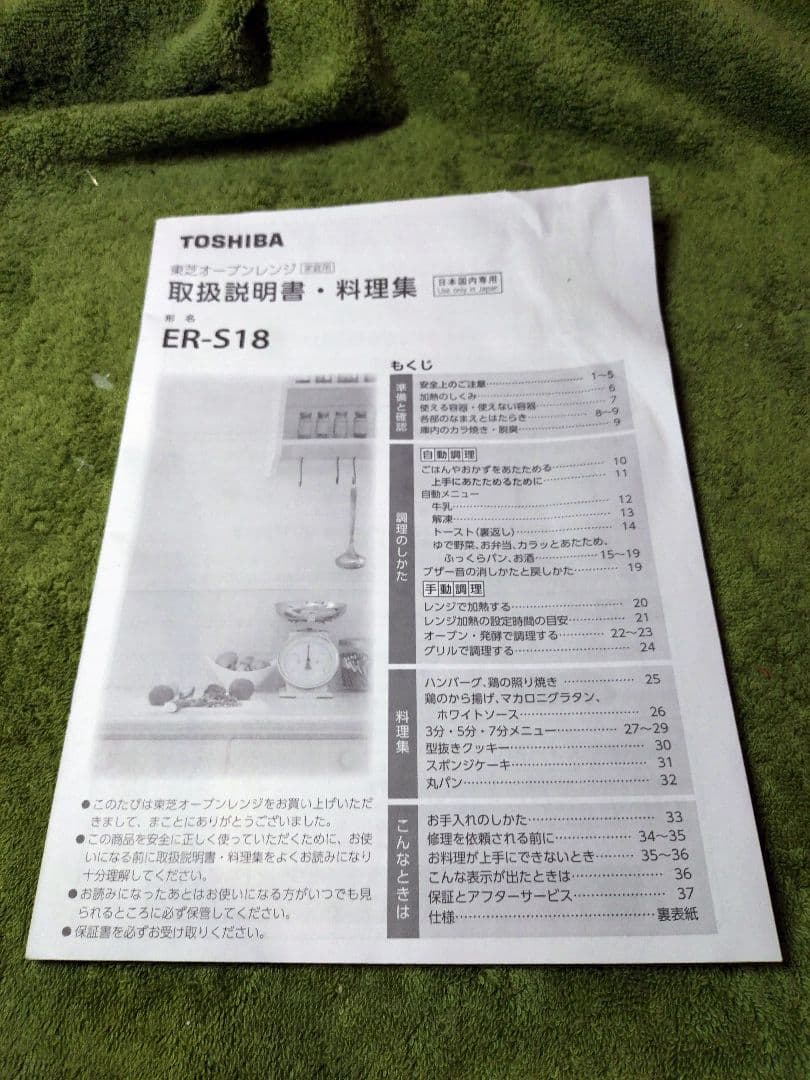 TOSHIBA
東芝オーブンレンジ 家庭用
取扱説明書・料理集
日本国内専用
Use only in Japan
形 名
ER-S18
もくじ
準備と確認
安全上のご注意 1～5
加熱のしくみ 6
使える容器・使えない容器 7
各部のなまえとはたらき 8～9
庫内のカラ焼き・脱臭 9
調理のしかた
自動調理
ごはんやおかずをあたためる 10
上手にあたためるために 11
自動メニュー
牛乳 12
解凍 13
トースト(裏返し) 14
ゆで野菜、お弁当、カラッとあたため、
ふっくらパン、お酒 15～19
ブザー音の消しかたと戻しかた 19
手動調理
レンジで加熱する 20
レンジ加熱の設定時間の目安 21
オーブン・発酵で調理する 22～23
グリルで調理する 24
料理集
ハンバーグ、鶏の照り焼き 25
鶏のから揚げ、マカロニグラタン、
ホワイトソース 26
3分・5分・7分メニュー 27～29
型抜きクッキー 30
スポンジケーキ 31
丸パン 32
こんなときは
お手入れのしかた 33
修理を依頼される前に 34～35
お料理が上手にできないとき 35～36
こんな表示が出たときは 36
保証とアフターサービス 37
仕様 裏表紙
●このたびは東芝オーブンレンジをお買い上げいただ
きまして、まことにありがとうございました。
●この商品を安全に正しく使っていただくために、お使
いになる前に取扱説明書・料理集をよくお読みになり
十分理解してください。
●お読みになったあとはお使いになる方がいつでも見
られるところに必ず保管してください。
●保証書を必ずお受け取りください。